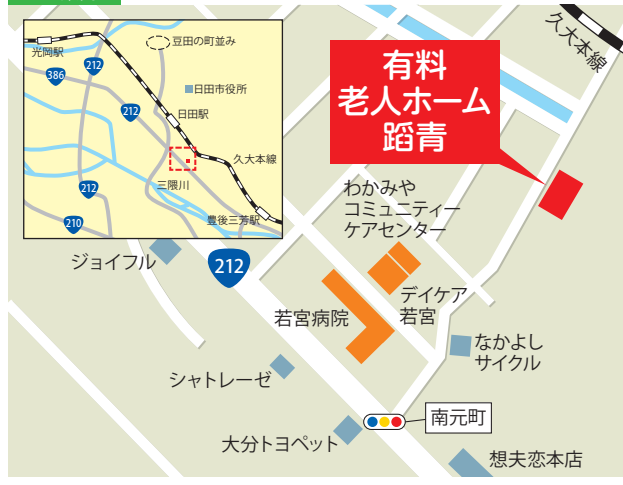 光岡駅
豆田の町並み
386
212
日田市役所
212
日田駅
久大本線
212
三隈川
210
豊後三芳駅
久大本線
有料
老人ホーム
蹈青
わかみや
コミュニティー
ケアセンター
ジョイフル
212
デイケア
若宮
若宮病院
なかよし
サイクル
シャトレーゼ
南元町
大分トヨペット
想夫恋本店